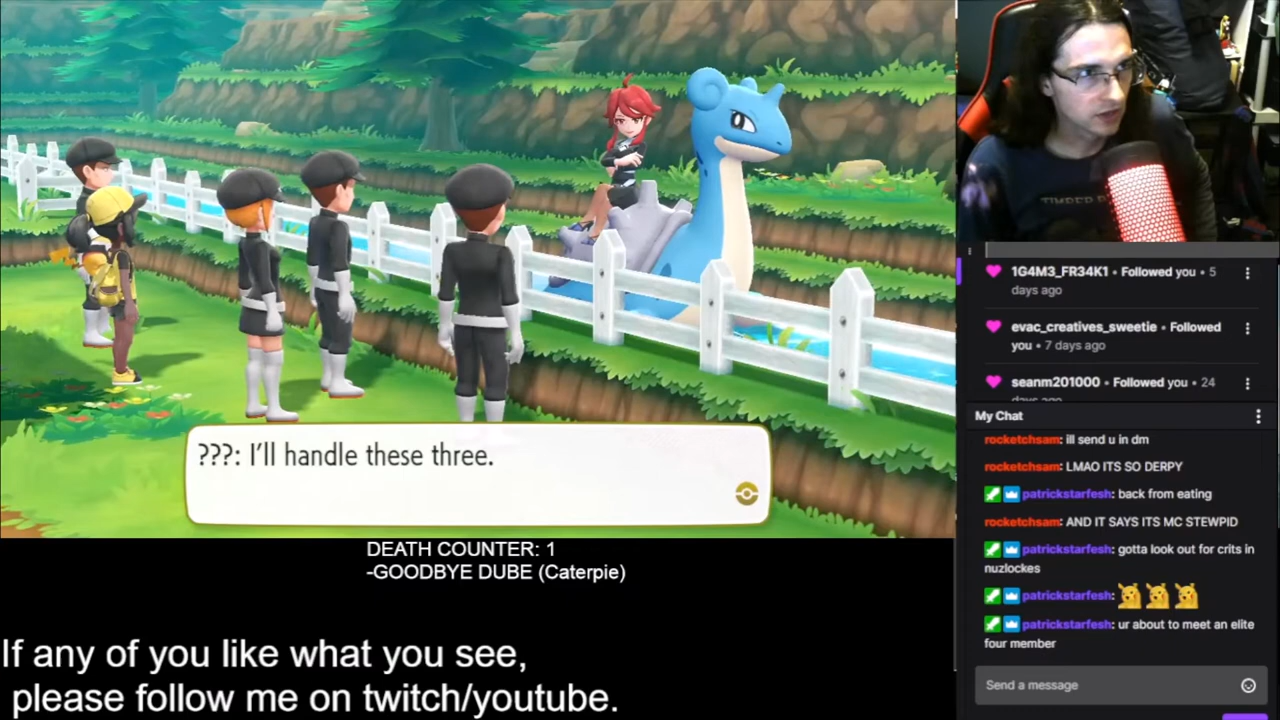 ???: I'll handle these three.
DEATH COUNTER: 1
-GOODBYE DUBE (Caterpie)
If any of you like what you see,
please follow me on twitch/youtube.
1G4M3_FR34K1 • Followed you • 5
days ago
evac_creatives_sweetie • Followed
you • 7 days ago
seanm201000 • Followed you • 24
days ago
My Chat
rocketchsam: ill send u in dm
rocketchsam: LMAO ITS SO DERPY
patrickstarfesh: back from eating
rocketchsam: AND IT SAYS ITS MC STEWPID
patrickstarfesh: gotta look out for crits in
nuzlockes
patrickstarfesh:
patrickstarfesh: ur about to meet an elite
four member
Send a message